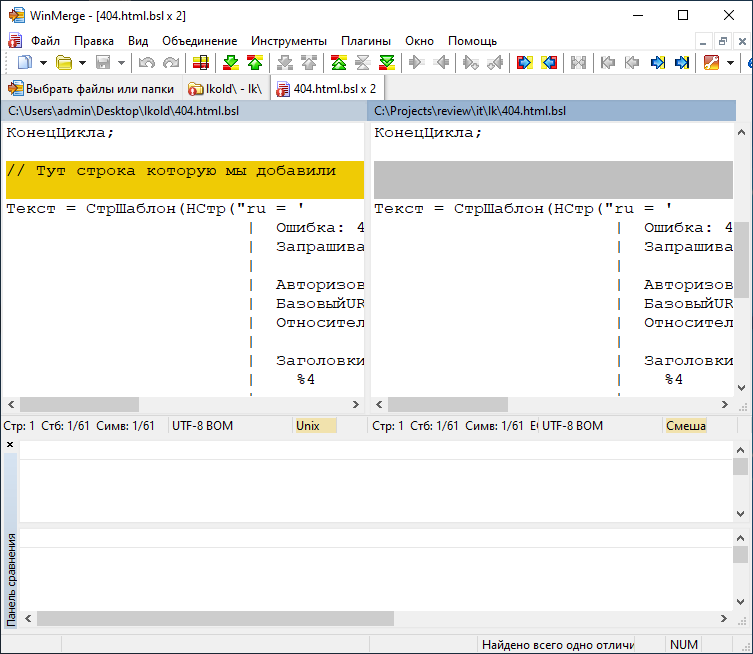 WinMerge - [404.html.bsl x 2]
Файл Правка Вид Объединение Инструменты Плагины Окно Помощь
Выбрать файлы или папки lkold\ - lk\ 404.html.bsl x 2
C:\Users\admin\Desktop\lkold\404.html.bsl
КонецЦикла;
// Тут строка которую мы добавили
Текст = СтрШаблон(НСтр("ru = '
| Ошибка: 4
| Запрашива
|
| Авторизов
| БазовыйUR
| Относител
|
| Заголовки
| %4
|
C:\Projects\review\it\lk\404.html.bsl
КонецЦикла;
Текст = СтрШаблон(НСтр("ru = '
| Ошибка: 4
| Запрашива
|
| Авторизов
| БазовыйUR
| Относител
|
| Заголовки
| %4
|
Стр: 1 Стб: 1/61 Симв: 1/61 UTF-8 BOM Unix
Стр: 1 Стб: 1/61 Симв: 1/61 UTF-8 BOM Смеша
Панель сравнения
Найдено всего одно отличи NUM